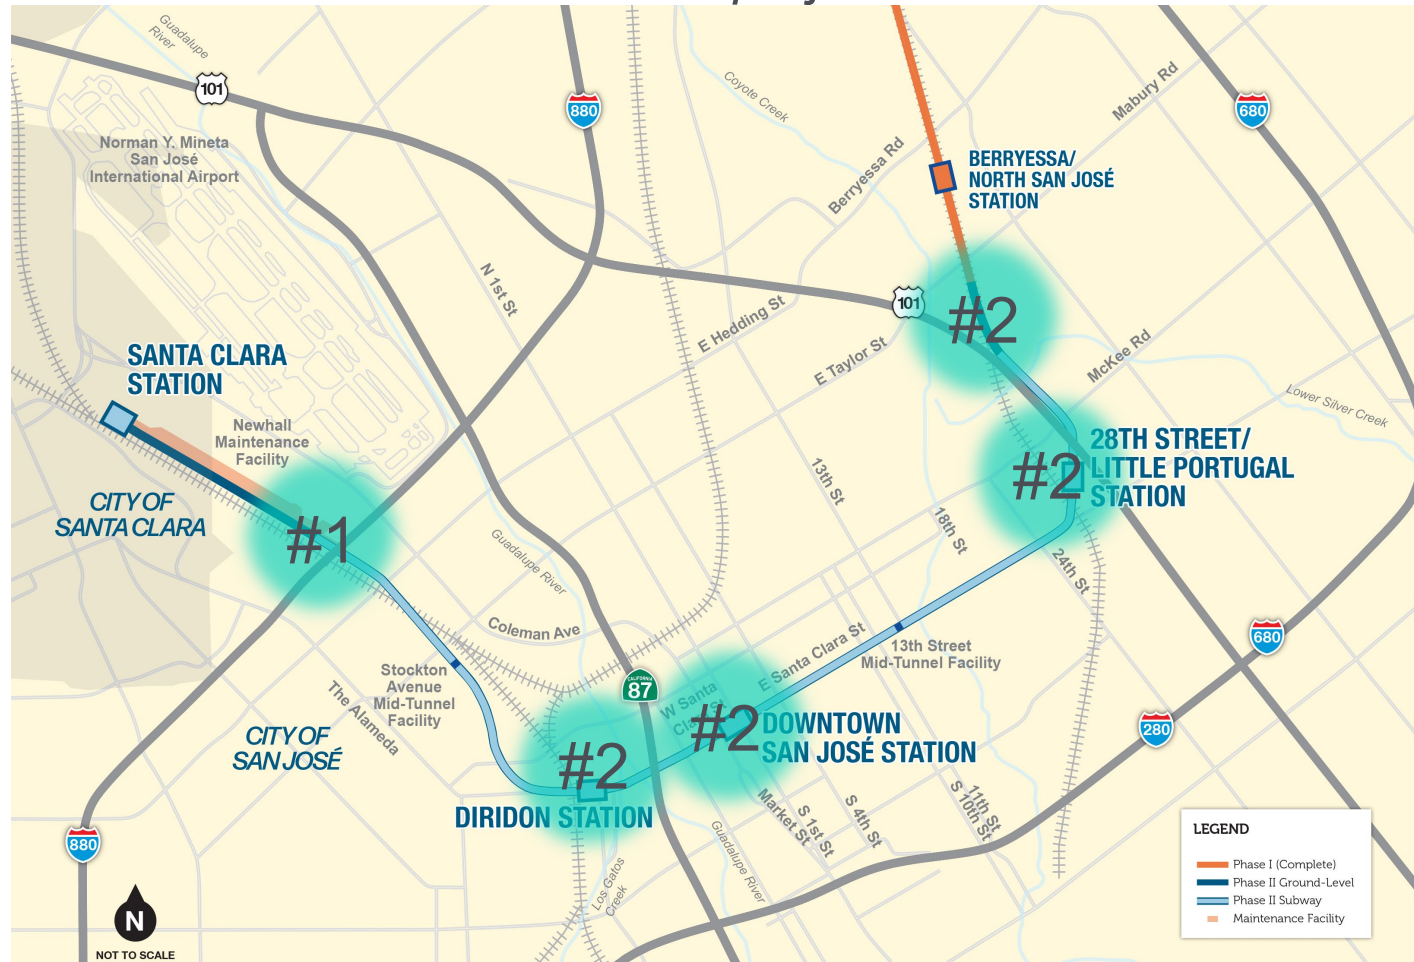 Guadalupe
River
101
880
Coyote Creek
Mabury Rd
680
Norman Y. Mineta
San José
International Airport
Berryessa Rd
BERRYESSA/
NORTH SAN JOSÉ
STATION
N 1st St
101
#2
E Hedding St
E Taylor St
McKee Rd
Lower Silver Creek
SANTA CLARA
STATION
Newhall
Maintenance
Facility
28TH STREET/
LITTLE PORTUGAL
STATION
#2
13th St
CITY OF
SANTA CLARA
#1
18th St
24th St
Guadalupe River
Coleman Ave
E Santa Clara St
13th Street
Mid-Tunnel Facility
680
Stockton
Avenue
Mid-Tunnel
Facility
The Alameda
CALIFORNIA
87
W Santa
Clara St
#2
DOWNTOWN
SAN JOSÉ STATION
280
CITY OF
SAN JOSÉ
#2
DIRIDON STATION
Market St
S 1st St
S 4th St
S 10th St
11th St
Guadalupe River
Los Gatos
Creek
880
N
NOT TO SCALE
LEGEND
Phase I (Complete)
Phase II Ground-Level
Phase II Subway
Maintenance Facility